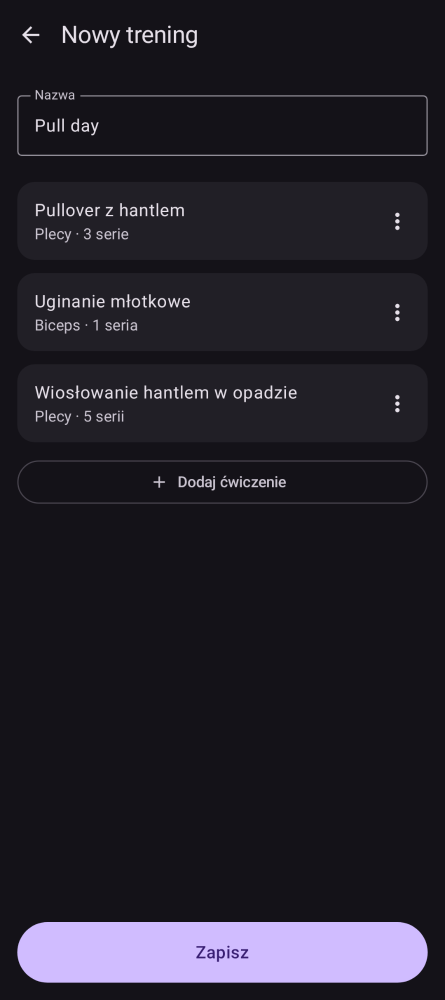 Nowy trening
Nazwa
Pull day
Pullover z hantlem
Plecy · 3 serie
Uginanie młotkowe
Biceps · 1 seria
Wiosłowanie hantlem w opadzie
Plecy · 5 serii
Dodaj ćwiczenie
Zapisz